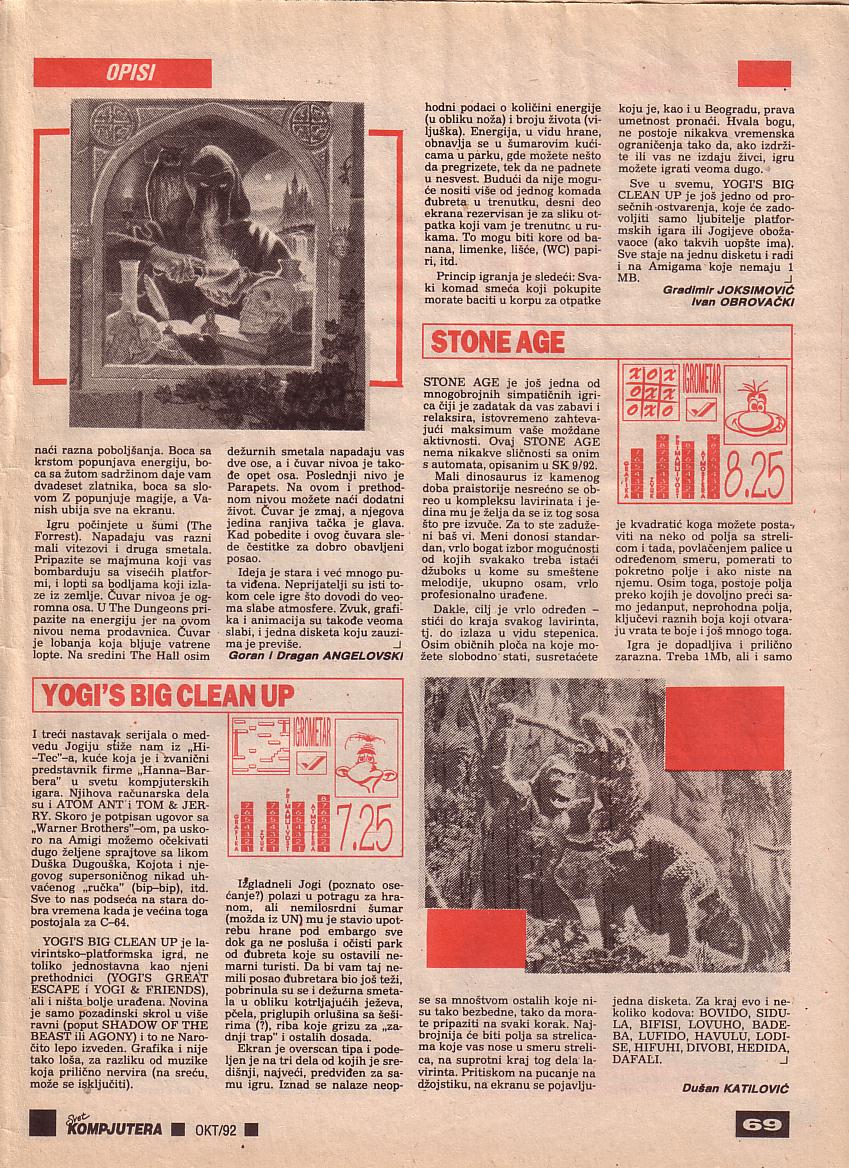 OPISI
naći razna poboljšanja. Boca sa
krstom popunjava energiju, bo-
ca sa žutom sadržinom daje vam
dvadeset zlatnika, boca sa slo-
vom Z popunjuje magije, a Va-
nish ubija sve na ekranu.
Igru počinjete u šumi (The
Forrest). Napadaju vas razni
mali vitezovi i druga smetala.
Pripazite se majmuna koji vas
bombarduju sa visećih platfor-
mi, i lopti sa bodljama koji izla-
ze iz zemlje. Čuvar nivoa je og-
romna osa. U The Dungeons pri-
pazite na energiju jer na ovom
nivou nema prodavnica. Čuvar
je lobanja koja bljuje vatrene
lopte. Na sredini The Hall osim
dežurnih smetala napadaju vas
dve ose, a i čuvar nivoa je tako-
đe opet osa. Poslednji nivo je
Parapets. Na ovom i prethod-
nom nivou možete naći dodatni
život. Čuvar je zmaj, a njegova
jedina ranjiva tačka je glava.
Kad pobedite i ovog čuvara sle-
de čestitke za dobro obavljeni
posao.
Ideja je stara i već mnogo pu-
ta viđena. Neprijatelji su isti to-
kom cele igre što dovodi do veo-
ma slabe atmosfere. Zvuk, grafi-
ka i animacija su takođe veoma
slabi, i jedna disketa koju zauzi-
ma je previše.
Goran i Dragan ANGELOVSKI
YOGI'S BIG CLEAN UP
I treći nastavak serijala o med-
vedu Jogiju stiže nam iz „Hi-
-Tec"-a, kuće koja je i zvanični
predstavnik firme „Hanna-Bar-
bera" u svetu kompjuterskih
igara. Njihova računarska dela
su i ATOM ANT i TOM & JER-
RY. Skoro je potpisan ugovor sa
„Warner Brothers"-om, pa usko-
ro na Amigi možemo očekivati
dugo željene sprajtove sa likom
Duška Dugouška, Kojota i nje-
govog supersoničnog nikad uh-
vaćenog „ručka" (bip-bip), itd.
Sve to nas podseća na stara do-
bra vremena kada je većina toga
postojala za C-64.
YOGI'S BIG CLEAN UP je la-
virintsko-platformska igra, ne
toliko jednostavna kao njeni
prethodnici (YOGI'S GREAT
ESCAPE i YOGI & FRIENDS),
ali i ništa bolje urađena. Novina
je samo pozadinski skrol u više
ravni (poput SHADOW OF THE
BEAST ili AGONY) i to ne Naro-
čito lepo izveden. Grafika i nije
tako loša, za razliku od muzike
koja prilično nervira (na sreću,
može se isključiti).
IGROMETAR
GRAFIKA
ZVUK
PRIMAMLJIVOST
ATMOSFERA
7.25
Izgladneli Jogi (poznato ose-
ćanje?) polazi u potragu za hra-
nom, ali nemilosrdni šumar
(možda iz UN) mu je stavio upot-
rebu hrane pod embargo sve
dok ga ne posluša i očisti park
od đubreta koje su ostavili ne-
marni turisti. Da bi vam taj ne-
mili posao đubretara bio još teži,
pobrinula su se i dežurna smeta-
la u obliku kotrljajućih ježeva,
pčela, priglupih orlušina sa šeši-
rima (?), riba koje grizu za „za-
dnji trap" i ostalih dosada.
Ekran je overscan tipa i pode-
ljen je na tri dela od kojih je sre-
dišnji, najveći, predviđen za sa-
mu igru. Iznad se nalaze neop-
hodni podaci o količini energije
(u obliku noža) i broju života (vi-
ljuška). Energija, u vidu hrane,
obnavlja se u šumarovim kući-
cama u parku, gde možete nešto
da pregrizete, tek da ne padnete
u nesvest. Budući da nije mogu-
će nositi više od jednog komada
đubreta u trenutku, desni deo
ekrana rezervisan je za sliku ot-
patka koji vam je trenutno u ru-
kama. To mogu biti kore od ba-
nana, limenke, lišće, (WC) papi-
ri, itd.
Princip igranja je sledeći: Sva-
ki komad smeća koji pokupite
morate baciti u korpu za otpatke
koju je, kao i u Beogradu, prava
umetnost pronaći. Hvala bogu,
ne postoje nikakva vremenska
ograničenja tako da, ako izdrži-
te ili vas ne izdaju živci, igru
možete igrati veoma dugo.
Sve u svemu, YOGI'S BIG
CLEAN UP je još jedno od pro-
sečnih ostvarenja, koje će zado-
voljiti samo ljubitelje platfor-
mskih igara ili Jogijeve oboža-
vaoce (ako takvih uopšte ima).
Sve staje na jednu disketu i radi
i na Amigama koje nemaju 1
MB.
Gradimir JOKSIMOVIĆ
Ivan OBROVAČKI
STONE AGE
STONE AGE je još jedna od
mnogobrojnih simpatičnih igri-
ca čiji je zadatak da vas zabavi i
relaksira, istovremeno zahteva-
jući maksimum vaše moždane
aktivnosti. Ovaj STONE AGE
nema nikakve sličnosti sa onim
s automata, opisanim u SK 9/92.
Mali dinosaurus iz kamenog
doba praistorije nesrećno se ob-
reo u kompleksu lavirinata i je-
dina mu je želja da se iz tog sosa
što pre izvuče. Za to ste zaduže-
ni baš vi. Meni donosi standar-
dan, vrlo bogat izbor mogućnosti
od kojih svakako treba istaći
džuboks u kome su smeštene
melodije, ukupno osam, vrlo
profesionalno urađene.
Dakle, cilj je vrlo određen –
stići do kraja svakog lavirinta,
tj. do izlaza u vidu stepenica.
Osim običnih ploča na koje mo-
žete slobodno stati, susretaćete
IGROMETAR
GRAFIKA
ZVUK
PRIMAMLJIVOST
ATMOSFERA
8.25
se sa mnoštvom ostalih koje ni-
su tako bezbedne, tako da mora-
te pripaziti na svaki korak. Naj-
brojnija će biti polja sa strelica-
ma koje vas nose u smeru streli-
ca, na suprotni kraj tog dela la-
virinta. Pritiskom na pucanje na
džojstiku, na ekranu se pojavlju-
je kvadratić koga možete posta-
viti na neko od polja sa streli-
com i tada, povlačenjem palice u
određenom smeru, pomerati to
pokretno polje i ako niste na
njemu. Osim toga, postoje polja
preko kojih je dovoljno preći sa-
mo jedanput, neprohodna polja,
ključevi raznih boja koji otvara-
ju vrata te boje i još mnogo toga.
Igra je dopadljiva i prilično
zarazna. Treba 1Mb, ali i samo
jedna disketa. Za kraj evo i ne-
koliko kodova: BOVIDO, SIDU-
LA, BIFISI, LOVUHO, BADE-
BA, LUFIDO, HAVULU, LODI-
SE, HIFUHI, DIVOBI, HEDIDA,
DAFALI.
Dušan KATILOVIĆ
Svet
KOMPJUTERA
OKT/92
69